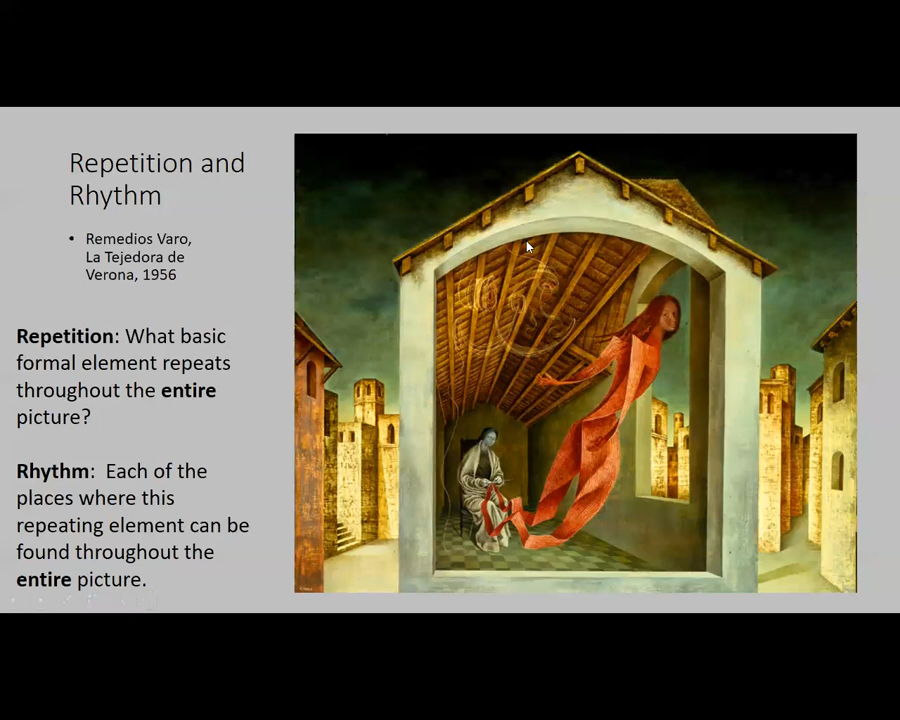 Repetition and
Rhythm
• Remedios Varo,
La Tejedora de
Verona, 1956
Repetition: What basic
formal element repeats
throughout the entire
picture?
Rhythm: Each of the
places where this
repeating element can be
found throughout the
entire picture.